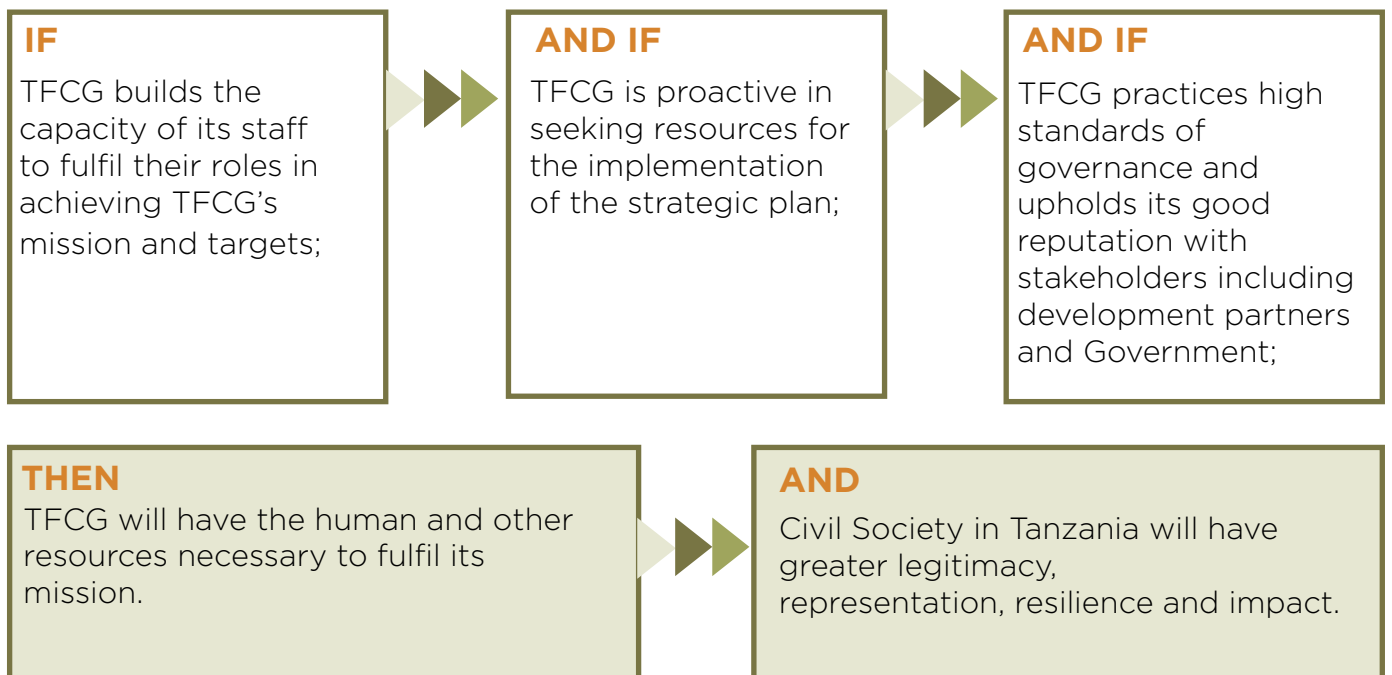 IF
TFCG builds the
capacity of its staff
to fulfil their roles in
achieving TFCG’s
mission and targets;
AND IF
TFCG is proactive in
seeking resources for
the implementation
of the strategic plan;
AND IF
TFCG practices high
standards of
governance and
upholds its good
reputation with
stakeholders including
development partners
and Government;
THEN
TFCG will have the human and other
resources necessary to fulfil its
mission.
AND
Civil Society in Tanzania will have
greater legitimacy,
representation, resilience and impact.